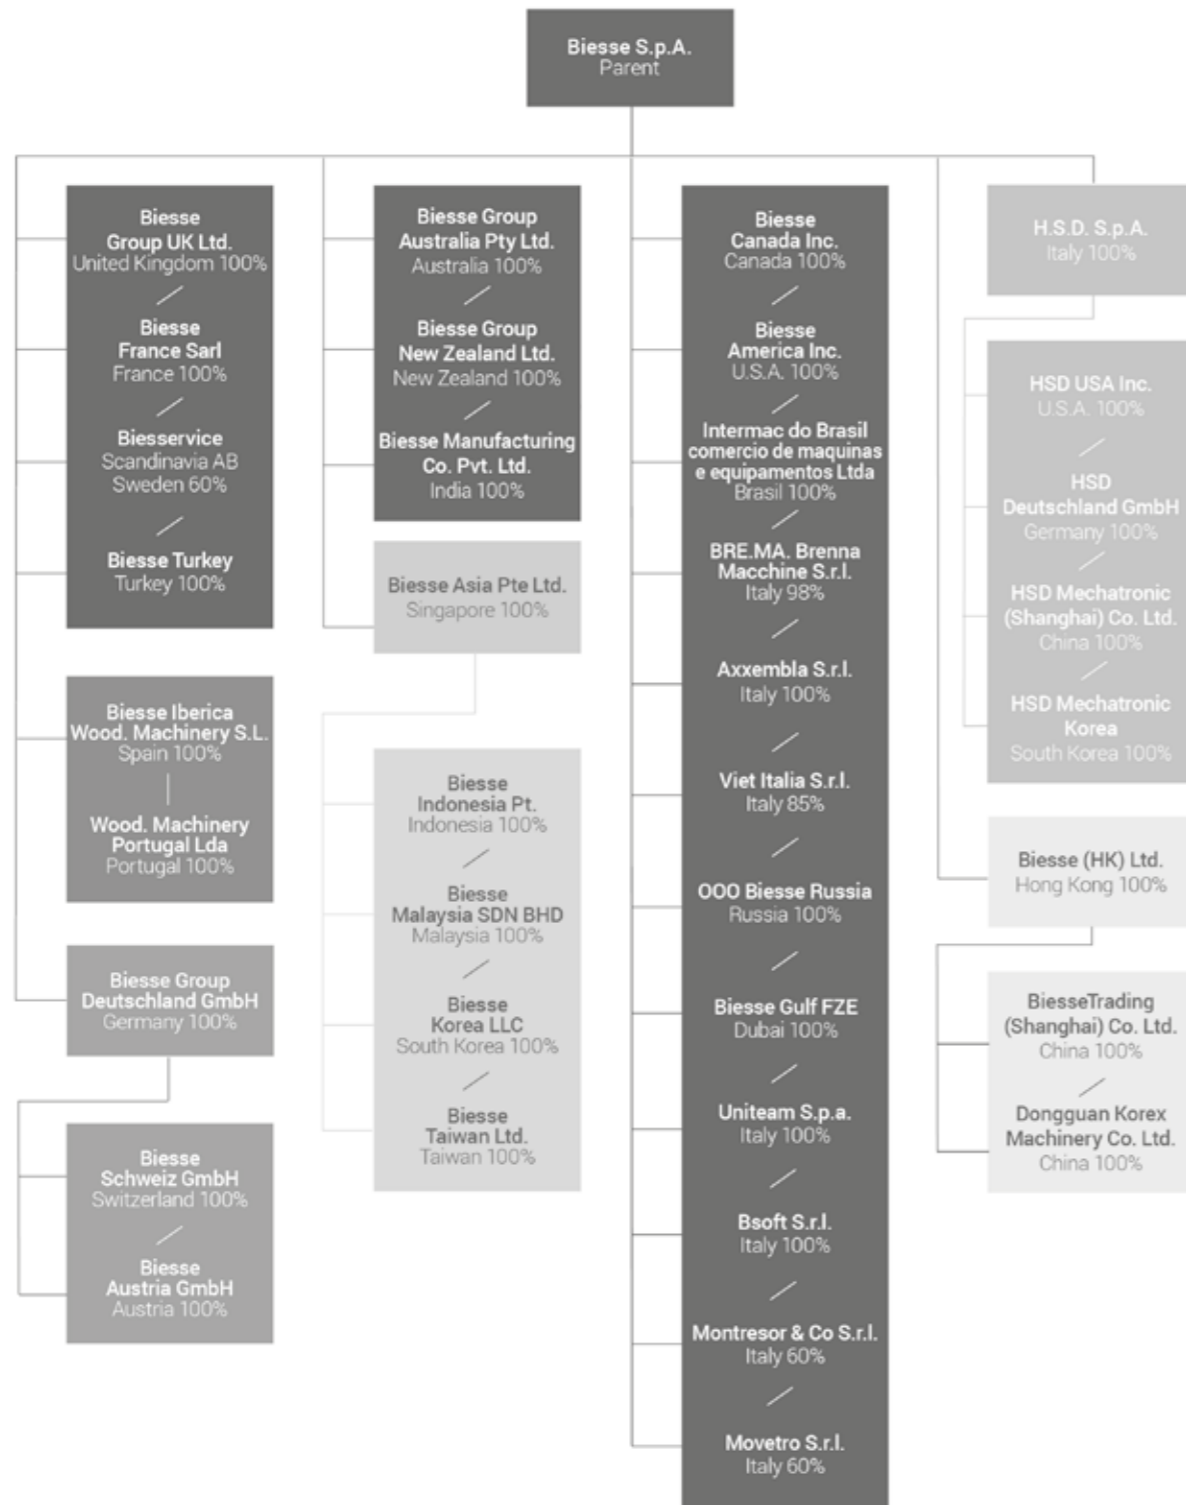 Biesse S.p.A.
Parent
Biesse
Group UK Ltd.
United Kingdom 100%
Biesse
France Sarl
France 100%
Biesservice
Scandinavia AB
Sweden 60%
Biesse Turkey
Turkey 100%
Biesse Iberica
Wood. Machinery S.L.
Spain 100%
Wood. Machinery
Portugal Lda
Portugal 100%
Biesse Group
Deutschland GmbH
Germany 100%
Biesse
Schweiz GmbH
Switzerland 100%
Biesse
Austria GmbH
Austria 100%
Biesse Group
Australia Pty Ltd.
Australia 100%
Biesse Group
New Zealand Ltd.
New Zealand 100%
Biesse Manufacturing
Co. Pvt. Ltd.
India 100%
Biesse Asia Pte Ltd.
Singapore 100%
Biesse
Indonesia Pt.
Indonesia 100%
Biesse
Malaysia SDN BHD
Malaysia 100%
Biesse
Korea LLC
South Korea 100%
Biesse
Taiwan Ltd.
Taiwan 100%
Biesse
Canada Inc.
Canada 100%
Biesse
America Inc.
U.S.A. 100%
Intermac do Brasil
comercio de maquinas
e equipamentos Ltda
Brasil 100%
BRE.MA. Brenna
Macchine S.r.l.
Italy 98%
Axxembla S.r.l.
Italy 100%
Viet Italia S.r.l.
Italy 85%
OOO Biesse Russia
Russia 100%
Biesse Gulf FZE
Dubai 100%
Uniteam S.p.a.
Italy 100%
Bsoft S.r.l.
Italy 100%
Montresor & Co S.r.l.
Italy 60%
Movetro S.r.l.
Italy 60%
H.S.D. S.p.A.
Italy 100%
HSD USA Inc.
U.S.A. 100%
HSD
Deutschland GmbH
Germany 100%
HSD Mechatronic
(Shanghai) Co. Ltd.
China 100%
HSD Mechatronic
Korea
South Korea 100%
Biesse (HK) Ltd.
Hong Kong 100%
BiesseTrading
(Shanghai) Co. Ltd.
China 100%
Dongguan Korex
Machinery Co. Ltd.
China 100%